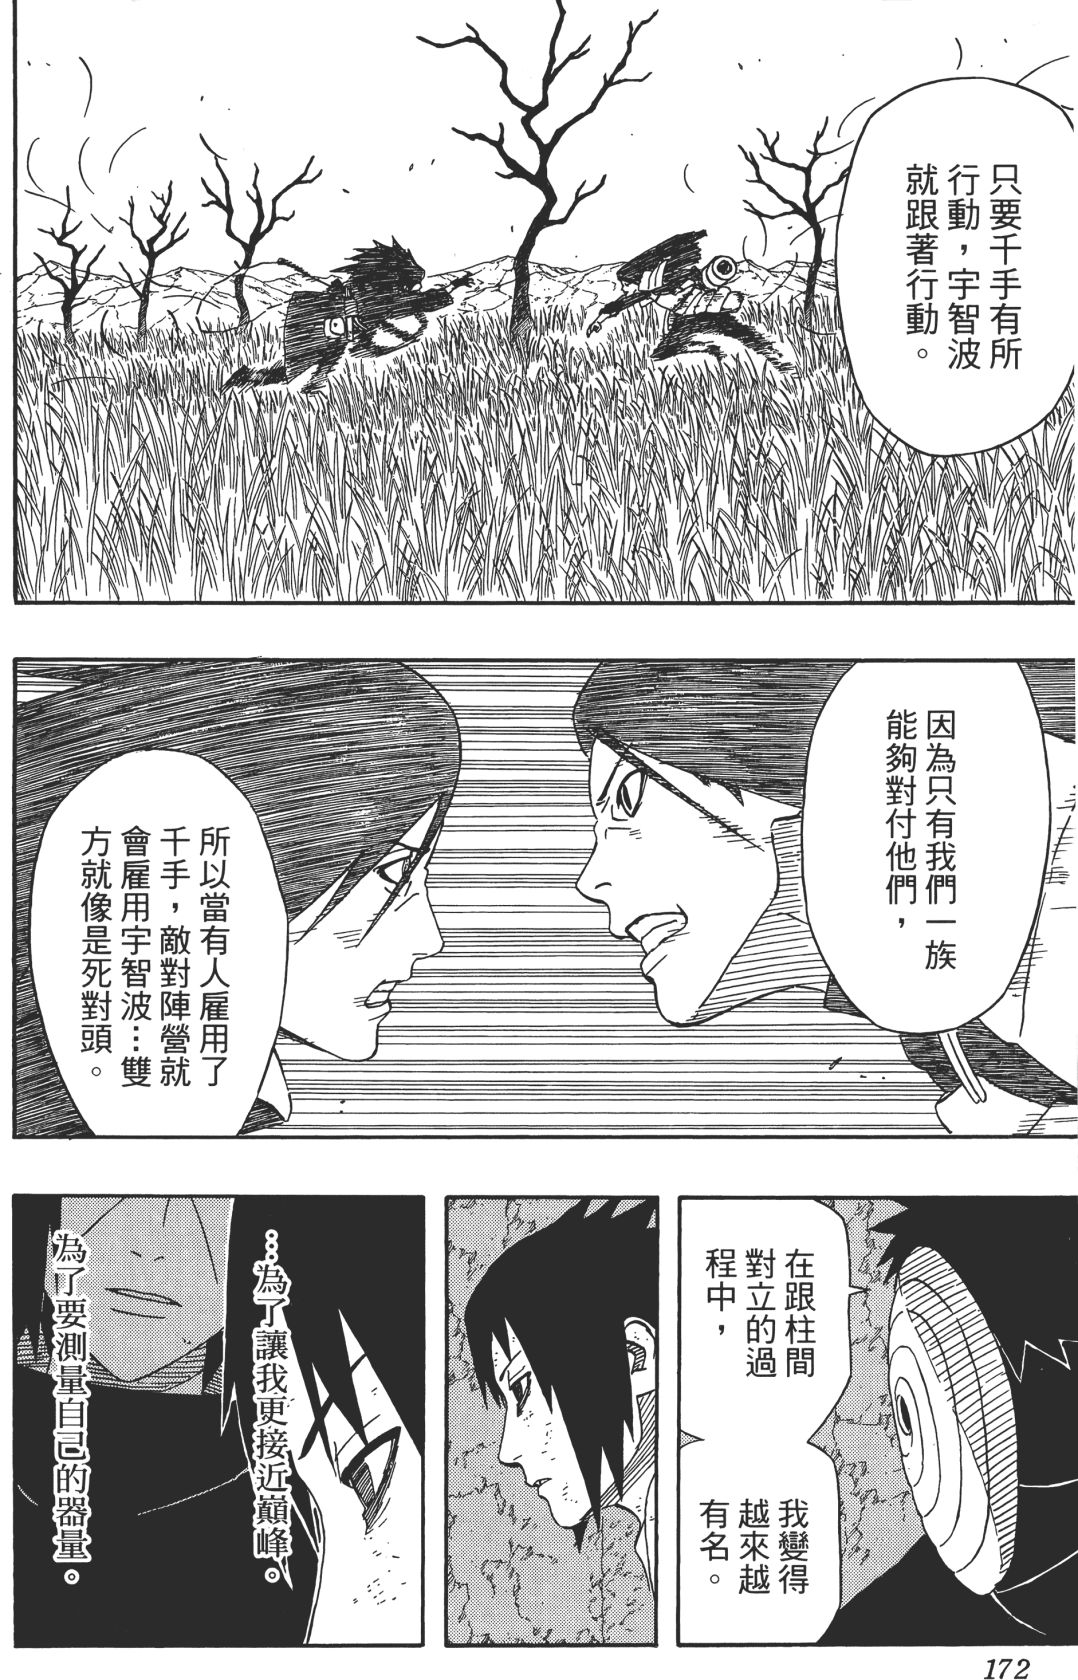 只要千手有所
行動，宇智波
就跟著行動。
因為只有我們一族
能夠對付他們，
所以當有人雇用了
千手，敵對陣營就
會雇用宇智波…雙
方就像是死對頭。
在跟柱間
對立的過
程中，
我變得
越來越
有名。
…為了讓我更接近巔峰。
為了要測量自己的器量。
172